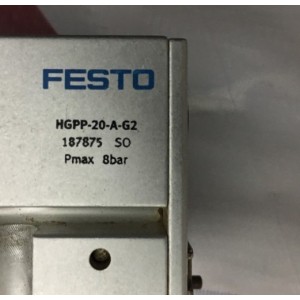 FESTO
HGPP-20-A-G2
187875 SO
Pmax 8bar